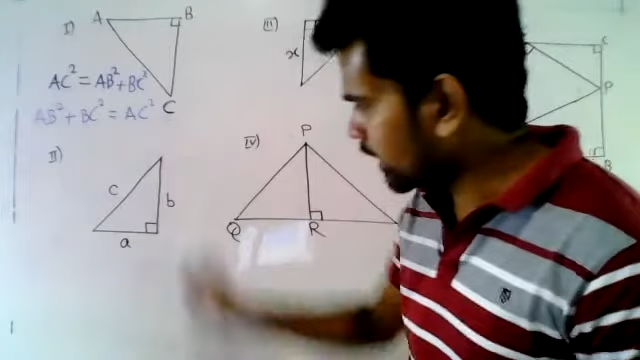 I)
A
B
AC² = AB² + BC²
C
AB² + BC² = AC²
II)
c
b
a
III)
x
IV)
P
Q
R
C
P
B